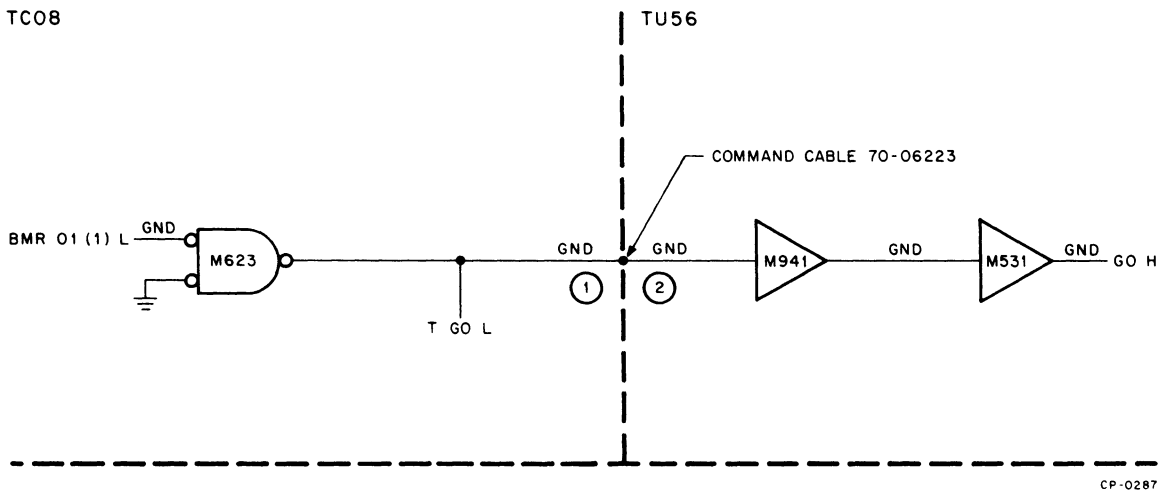 TC08
TU56
COMMAND CABLE 70-06223
BMR 01 (1) L
GND
M623
GND
GND
M941
GND
M531
GND
GO H
1
2
T GO L
CP-0287